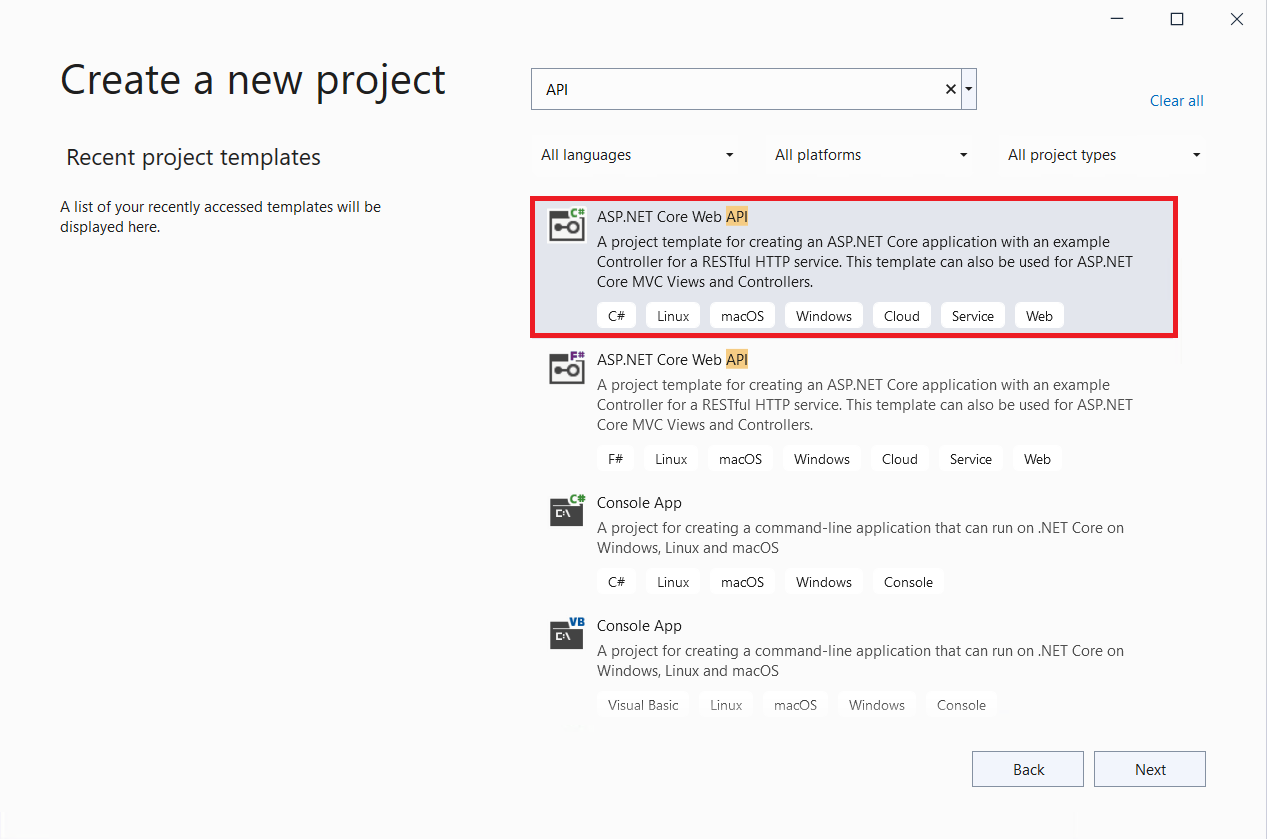 Create a new project
Recent project templates
A list of your recently accessed templates will be
displayed here.
API
Clear all
All languages
All platforms
All project types
C#
ASP.NET Core Web API
A project template for creating an ASP.NET Core application with an example
Controller for a RESTful HTTP service. This template can also be used for ASP.NET
Core MVC Views and Controllers.
C# Linux macOS Windows Cloud Service Web
F#
ASP.NET Core Web API
A project template for creating an ASP.NET Core application with an example
Controller for a RESTful HTTP service. This template can also be used for ASP.NET
Core MVC Views and Controllers.
F# Linux macOS Windows Cloud Service Web
C#
C:\
Console App
A project for creating a command-line application that can run on .NET Core on
Windows, Linux and macOS
C# Linux macOS Windows Console
VB
C:\
Console App
A project for creating a command-line application that can run on .NET Core on
Windows, Linux and macOS
Visual Basic Linux macOS Windows Console
Back
Next